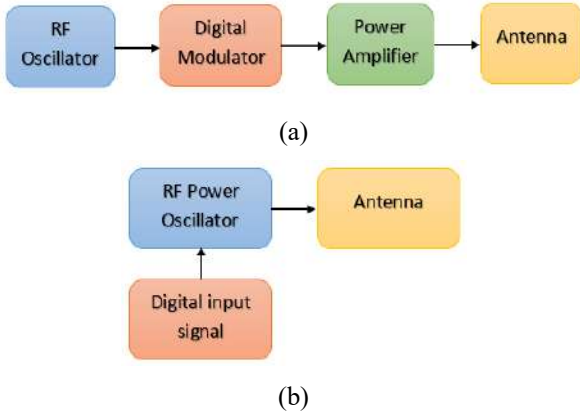 RF
Oscillator
Digital
Modulator
Power
Amplifier
Antenna
(a)
RF Power
Oscillator
Antenna
Digital input
signal
(b)